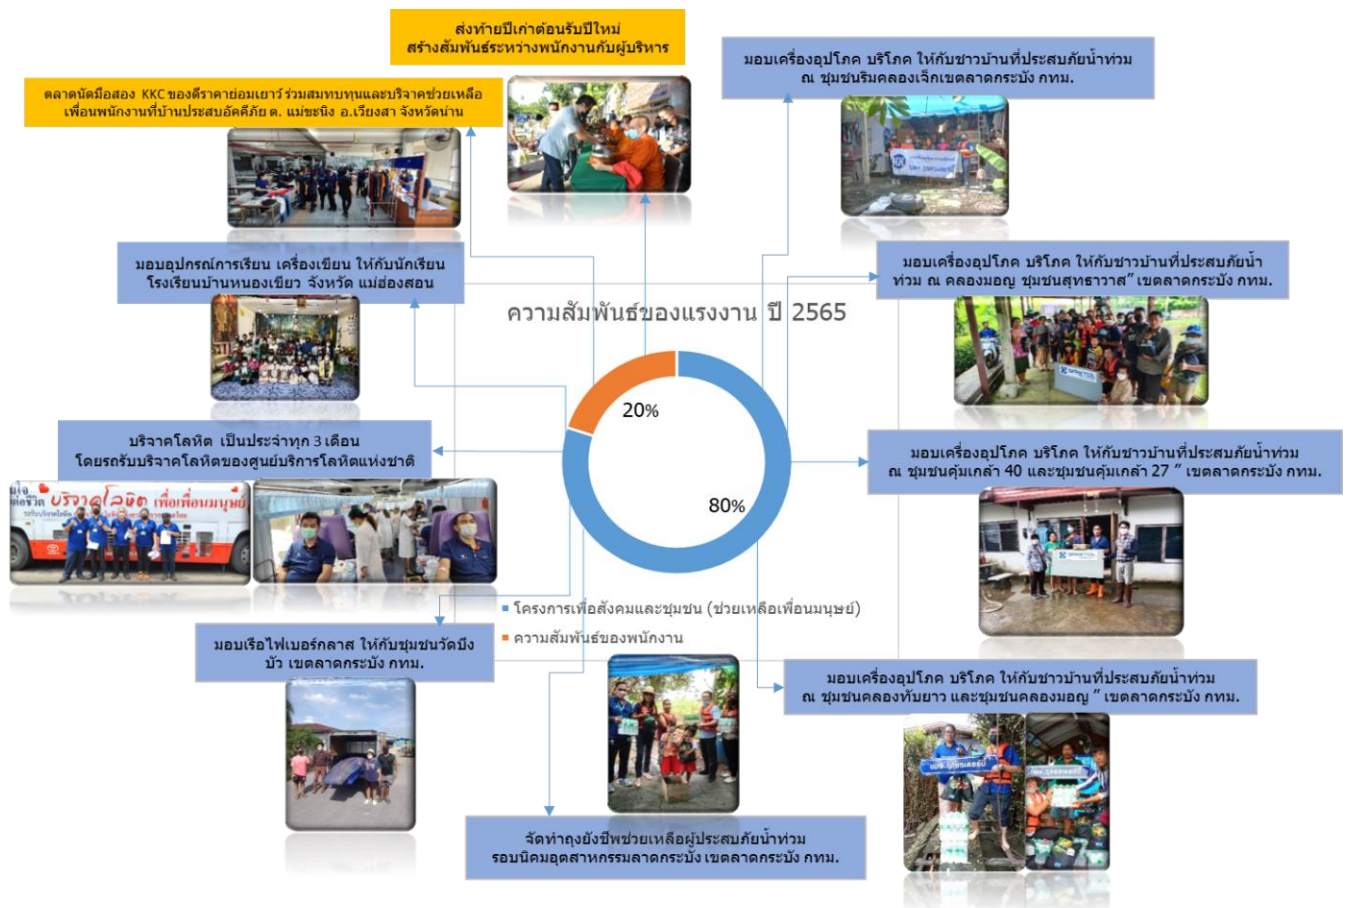 ส่งท้ายปีเก่าต้อนรับปีใหม่
สร้างสัมพันธ์ระหว่างพนักงานกับผู้บริหาร
มอบเครื่องอุปโภค บริโภค ให้กับชาวบ้านที่ประสบภัยน้ำท่วม
ณ ชุมชนริมคลองเจ็กเขตลาดกระบัง กทม.
ตลาดนัดมือสอง KKC ของดีราคาย่อมเยาว์ ร่วมสมทบทุนและบริจาคช่วยเหลือ
เพื่อนพนักงานที่บ้านประสบอัคคีภัย ต. แม่ขะนิง อ.เวียงสา จังหวัดน่าน
มอบอุปกรณ์การเรียน เครื่องเขียน ให้กับนักเรียน
โรงเรียนบ้านหนองเขียว จังหวัด แม่ฮ่องสอน
มอบเครื่องอุปโภค บริโภค ให้กับชาวบ้านที่ประสบภัยน้ำ
ท่วม ณ คลองมอญ ชุมชนสุทธาวาส” เขตลาดกระบัง กทม.
ความสัมพันธ์ของแรงงาน ปี 2565
20%
80%
บริจาคโลหิต เป็นประจำทุก 3 เดือน
โดยรถรับบริจาคโลหิตของศูนย์บริการโลหิตแห่งชาติ
บริจาคโลหิต เพื่อเพื่อนมนุษย์
มอบเครื่องอุปโภค บริโภค ให้กับชาวบ้านที่ประสบภัยน้ำท่วม
ณ ชุมชนคุ้มเกล้า 40 และชุมชนคุ้มเกล้า 27 ” เขตลาดกระบัง กทม.
โครงการเพื่อสังคมและชุมชน (ช่วยเหลือเพื่อนมนุษย์)
ความสัมพันธ์ของพนักงาน
มอบเรือไฟเบอร์กลาส ให้กับชุมชนวัดบึง
บัว เขตลาดกระบัง กทม.
มอบเครื่องอุปโภค บริโภค ให้กับชาวบ้านที่ประสบภัยน้ำท่วม
ณ ชุมชนคลองทับยาว และชุมชนคลองมอญ ” เขตลาดกระบัง กทม.
จัดทำถุงยังชีพช่วยเหลือผู้ประสบภัยน้ำท่วม
รอบนิคมอุตสาหกรรมลาดกระบัง เขตลาดกระบัง กทม.